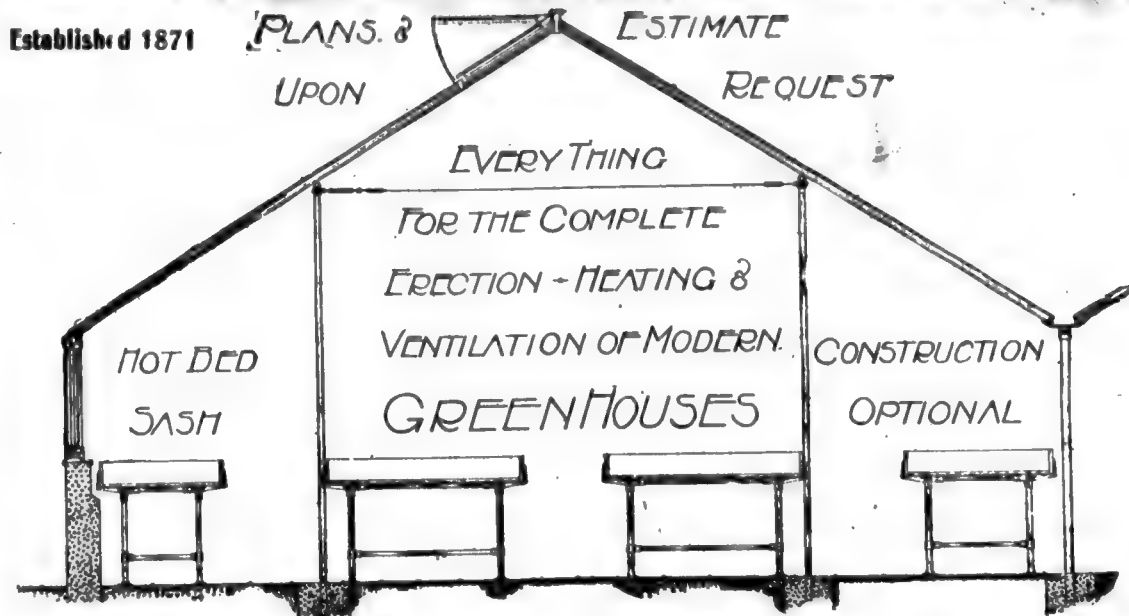 Established 1871
PLANS. & ESTIMATE
UPON REQUEST
EVERY THING
FOR THE COMPLETE
ERECTION - HEATING &
VENTILATION OF MODERN.
GREENHOUSES
HOT BED
SASH
CONSTRUCTION
OPTIONAL